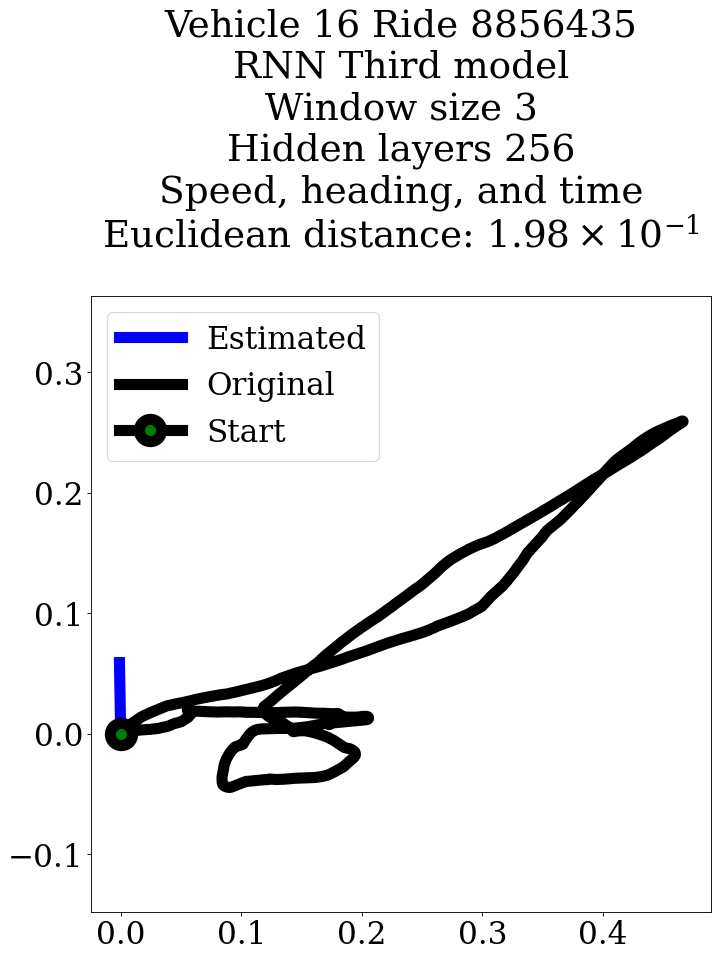 Vehicle 16 Ride 8856435
RNN Third model
Window size 3
Hidden layers 256
Speed, heading, and time
Euclidean distance: 1.98 × 10⁻¹
Estimated
Original
Start
0.3
0.2
0.1
0.0
−0.1
0.0 0.1 0.2 0.3 0.4